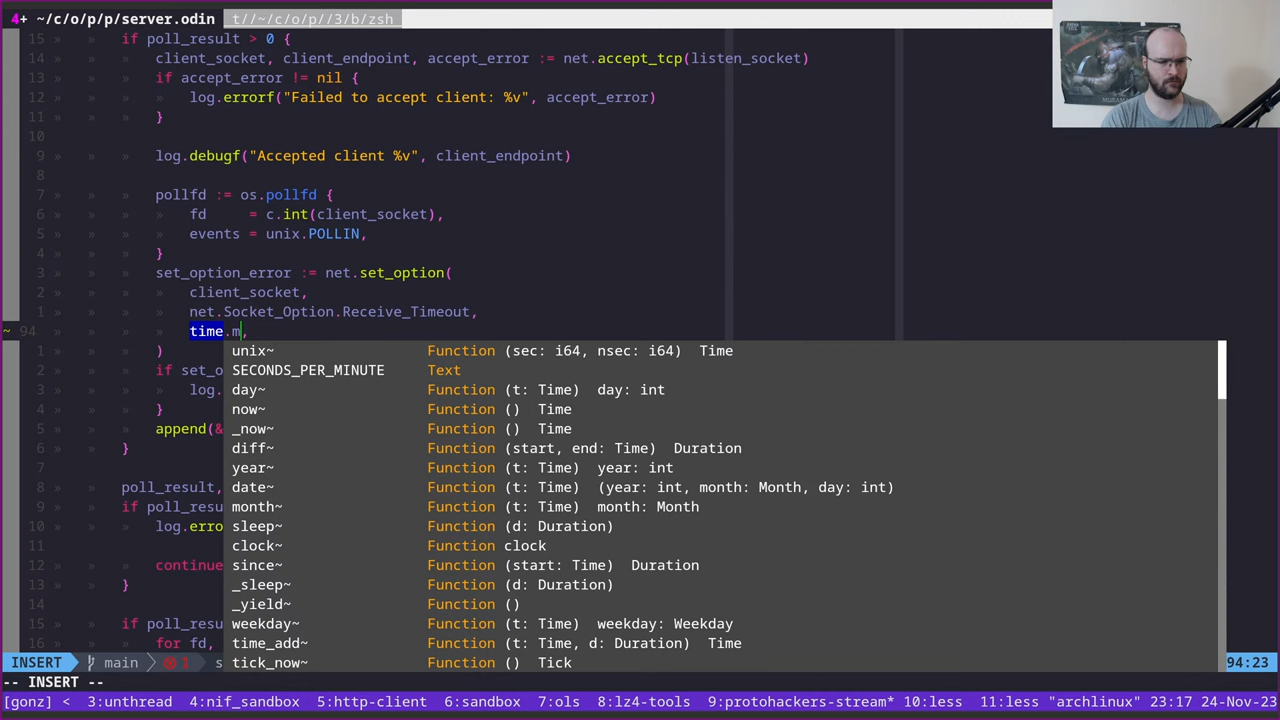 4+ ~/c/o/p/p/server.odin t//~/c/o/p//3/b/zsh
15 » » » if poll_result > 0 {
14 » » » » client_socket, client_endpoint, accept_error := net.accept_tcp(listen_socket)
13 » » » » if accept_error != nil {
12 » » » » » log.errorf("Failed to accept client: %v", accept_error)
11 » » » » }
10
9 » » » » log.debugf("Accepted client %v", client_endpoint)
8
7 » » » » pollfd := os.pollfd {
6 » » » » » fd = c.int(client_socket),
5 » » » » » events = unix.POLLIN,
4 » » » » }
3 » » » » set_option_error := net.set_option(
2 » » » » » client_socket,
1 » » » » » net.Socket_Option.Receive_Timeout,
~ 94 » » » » » time.m,
1 » » » » ) unix~ Function (sec: i64, nsec: i64) Time
2 » » » » if set_o SECONDS_PER_MINUTE Text
3 » » » » » log. day~ Function (t: Time) day: int
4 » » » » } now~ Function () Time
5 » » » » append(& _now~ Function () Time
6 » » » } diff~ Function (start, end: Time) Duration
7 year~ Function (t: Time) year: int
8 » » » poll_result, date~ Function (t: Time) (year: int, month: Month, day: int)
9 » » » if poll_resu month~ Function (t: Time) month: Month
10 » » » » log.erro sleep~ Function (d: Duration)
11 clock~ Function clock
12 » » » » continue since~ Function (start: Time) Duration
13 » » » } _sleep~ Function (d: Duration)
14 _yield~ Function ()
15 » » » if poll_resu weekday~ Function (t: Time) weekday: Weekday
16 » » » » for fd, time_add~ Function (t: Time, d: Duration) Time
INSERT main 1 s tick_now~ Function () Tick 94:23
-- INSERT --
[gonz] < 3:unthread 4:nif_sandbox 5:http-client 6:sandbox 7:ols 8:lz4-tools 9:protohackers-stream* 10:less 11:less "archlinux" 23:17 24-Nov-23